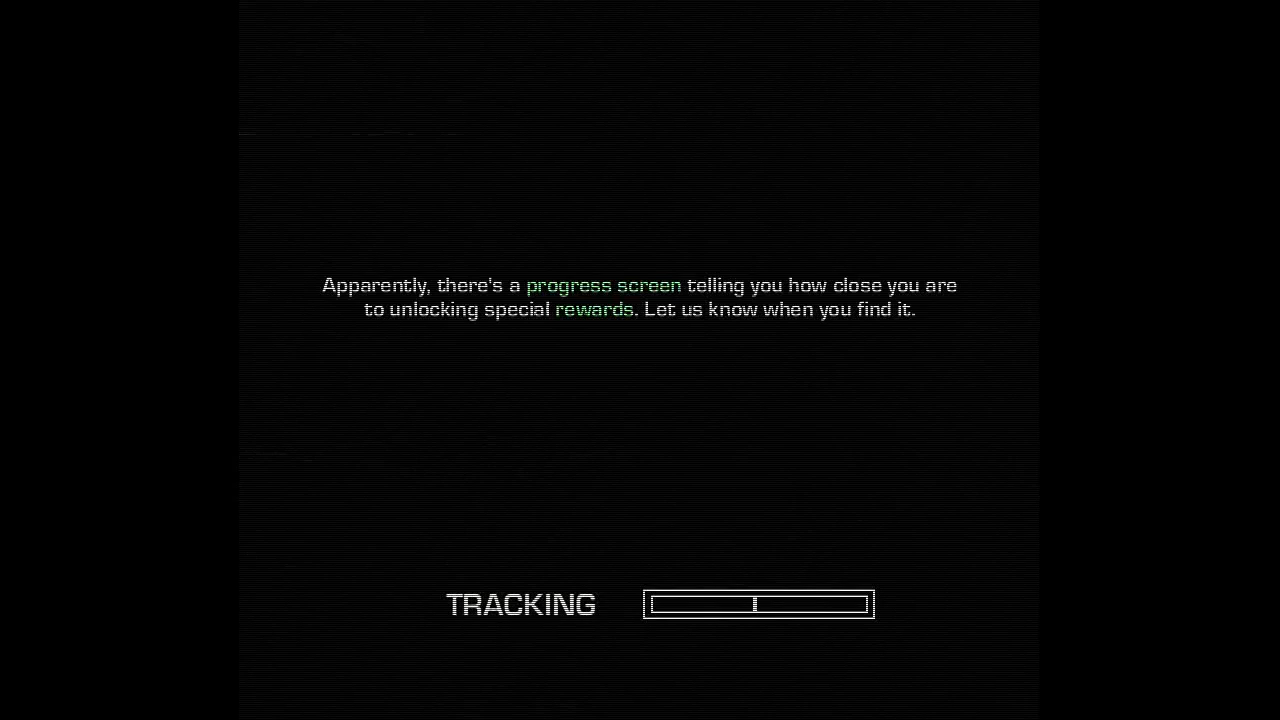 Apparently, there's a progress screen telling you how close you are
to unlocking special rewards. Let us know when you find it.
TRACKING